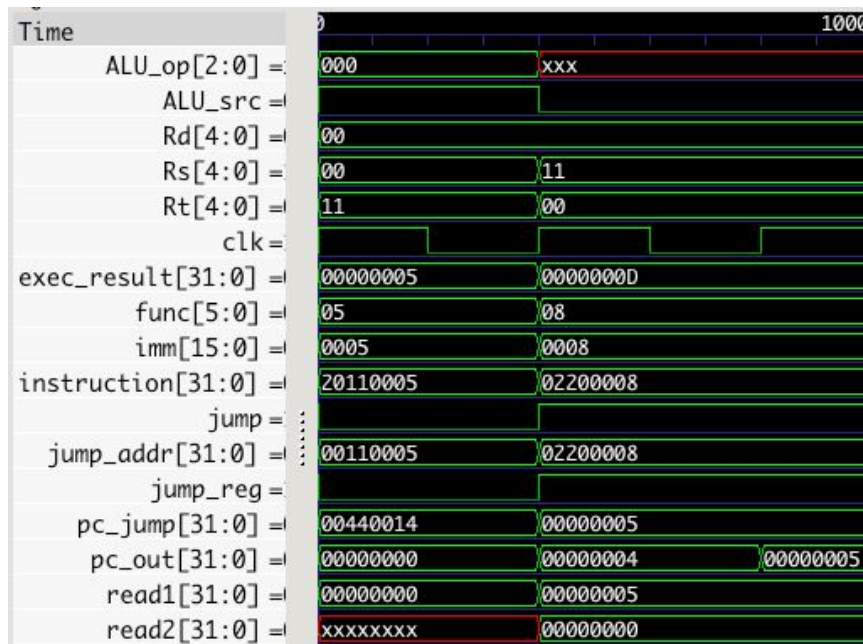 Time 0 1000
ALU_op[2:0] = 000 xxx
ALU_src =
Rd[4:0] = 00
Rs[4:0] = 00 11
Rt[4:0] = 11 00
clk =
exec_result[31:0] = 00000005 0000000D
func[5:0] = 05 08
imm[15:0] = 0005 0008
instruction[31:0] = 20110005 02200008
jump =
jump_addr[31:0] = 00110005 02200008
jump_reg =
pc_jump[31:0] = 00440014 00000005
pc_out[31:0] = 00000000 00000004 00000005
read1[31:0] = 00000000 00000005
read2[31:0] = xxxxxxxx 00000000